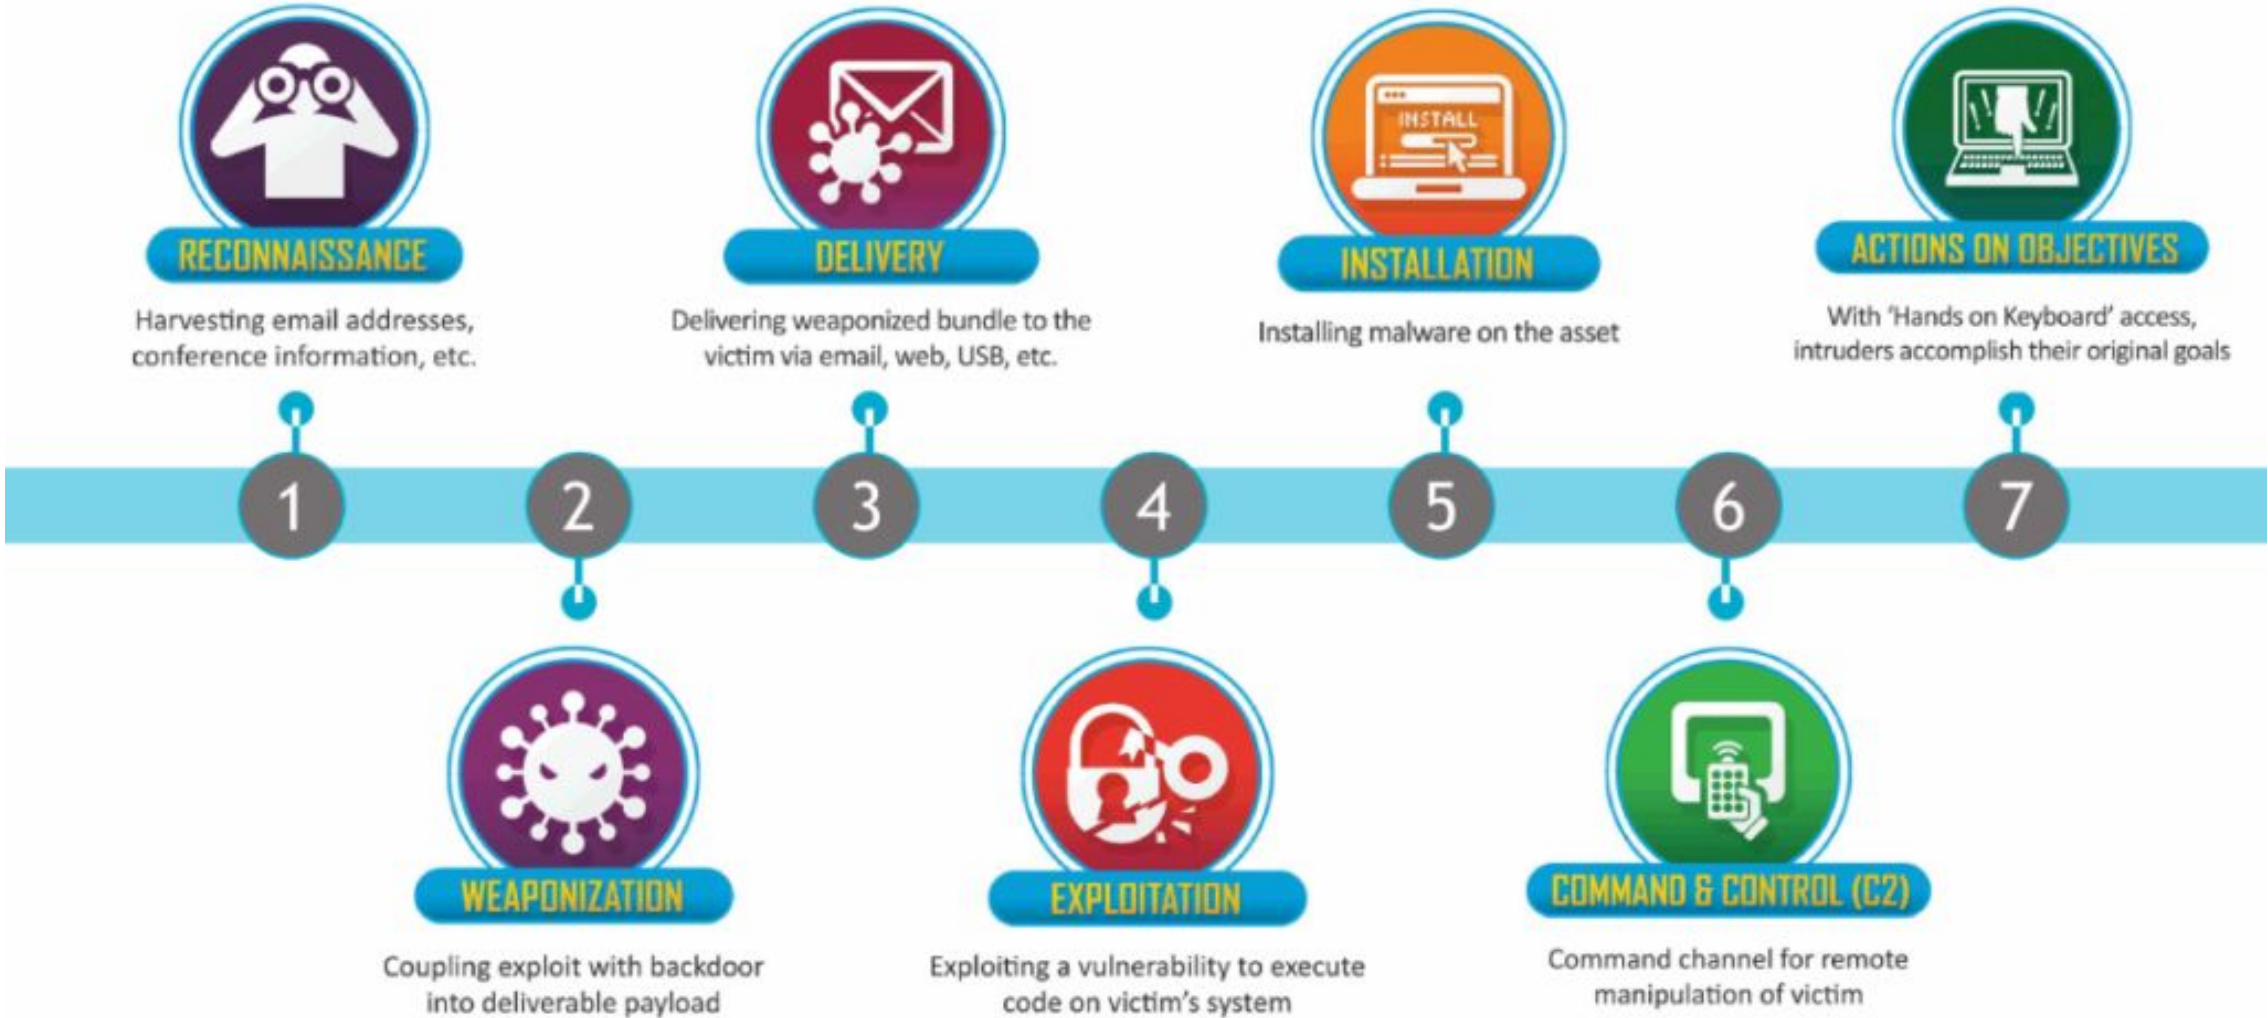 RECONNAISSANCE
Harvesting email addresses,
conference information, etc.
DELIVERY
Delivering weaponized bundle to the
victim via email, web, USB, etc.
INSTALL
INSTALLATION
Installing malware on the asset
ACTIONS ON OBJECTIVES
With ‘Hands on Keyboard’ access,
intruders accomplish their original goals
1
2
3
4
5
6
7
WEAPONIZATION
Coupling exploit with backdoor
into deliverable payload
EXPLOITATION
Exploiting a vulnerability to execute
code on victim’s system
COMMAND & CONTROL (C2)
Command channel for remote
manipulation of victim